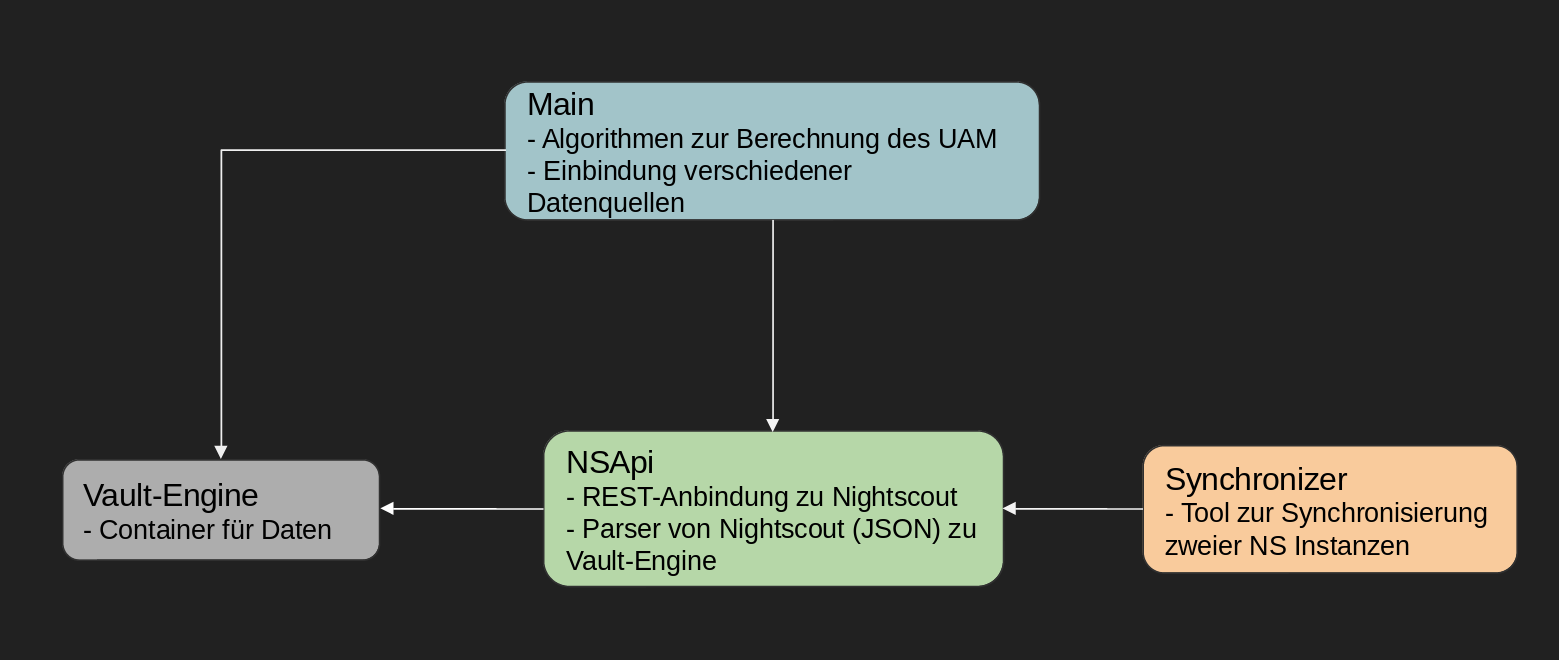 Main
- Algorithmen zur Berechnung des UAM
- Einbindung verschiedener
Datenquellen
Vault-Engine
- Container für Daten
NSApi
- REST-Anbindung zu Nightscout
- Parser von Nightscout (JSON) zu
Vault-Engine
Synchronizer
- Tool zur Synchronisierung
zweier NS Instanzen